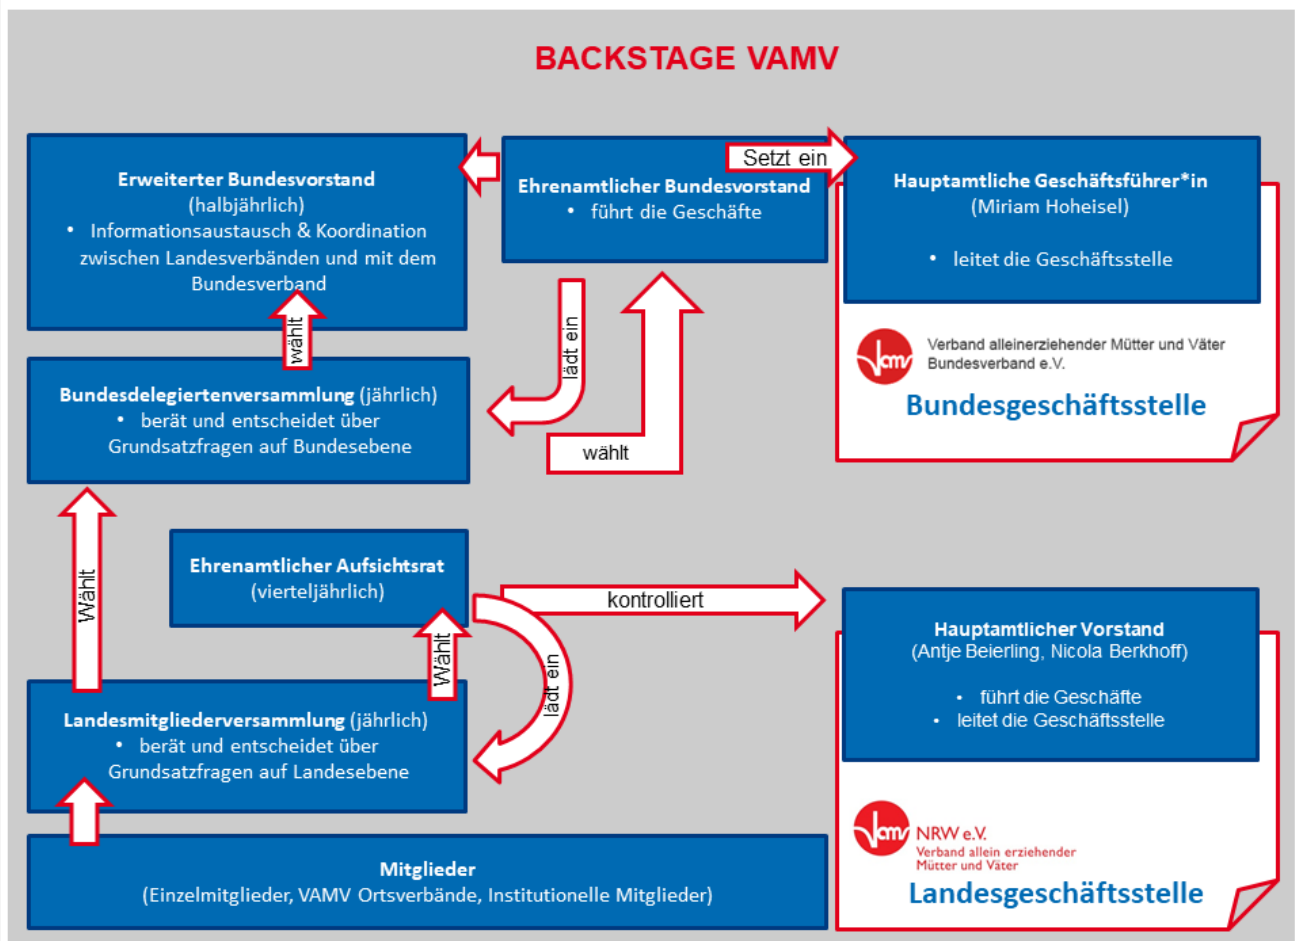 BACKSTAGE VAMV
Erweiterter Bundesvorstand
(halbjährlich)
• Informationsaustausch & Koordination
zwischen Landesverbänden und mit dem
Bundesverband
Ehrenamtlicher Bundesvorstand
• führt die Geschäfte
Setzt ein
Hauptamtliche Geschäftsführer*in
(Miriam Hoheisel)
• leitet die Geschäftsstelle
vamv
Verband alleinerziehender Mütter und Väter
Bundesverband e.V.
Bundesgeschäftsstelle
wählt
lädt ein
wählt
Bundesdelegiertenversammlung (jährlich)
• berät und entscheidet über
Grundsatzfragen auf Bundesebene
Wählt
Ehrenamtlicher Aufsichtsrat
(vierteljährlich)
kontrolliert
Wählt
lädt ein
Hauptamtlicher Vorstand
(Antje Beierling, Nicola Berkhoff)
• führt die Geschäfte
• leitet die Geschäftsstelle
Landesmitgliederversammlung (jährlich)
• berät und entscheidet über
Grundsatzfragen auf Landesebene
vamv
NRW e.V.
Verband allein erziehender
Mütter und Väter
Landesgeschäftsstelle
Mitglieder
(Einzelmitglieder, VAMV Ortsverbände, Institutionelle Mitglieder)